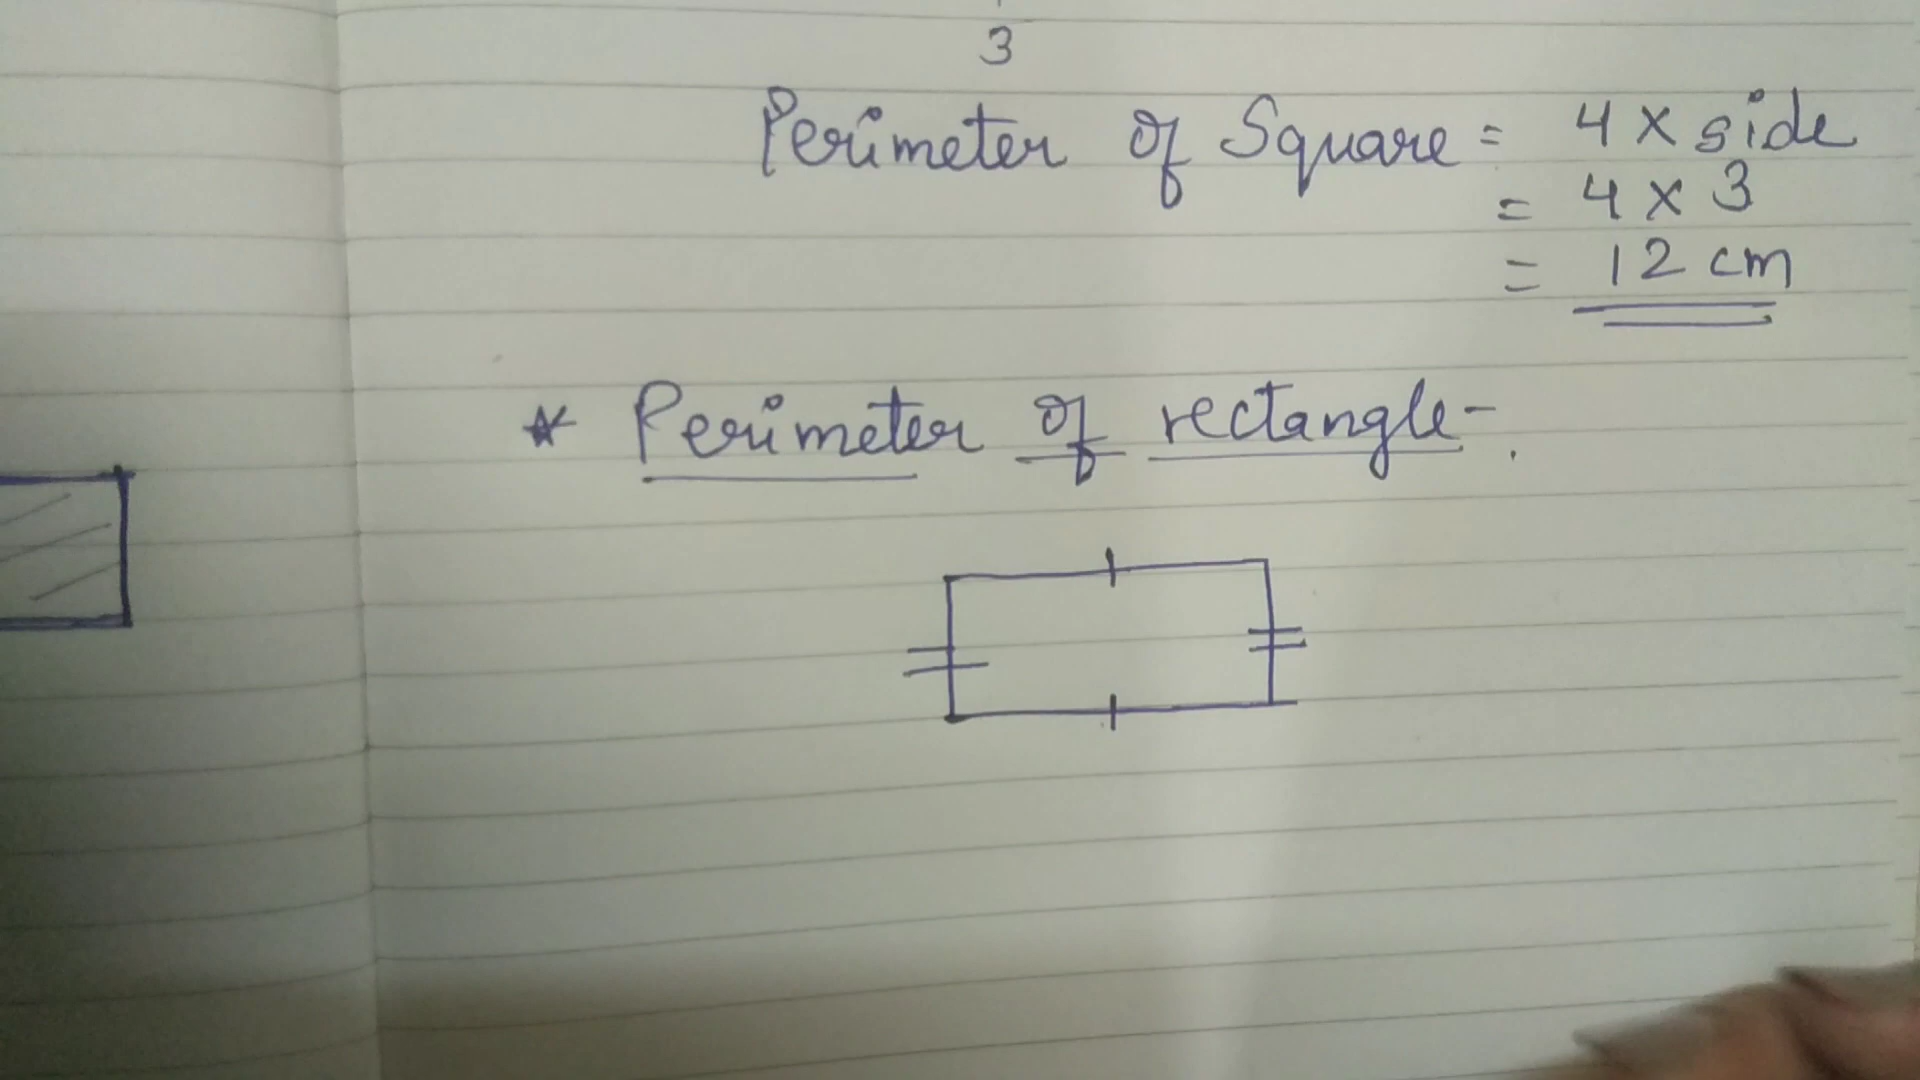 3
Perimeter of Square = 4 x side
= 4 x 3
= 12 cm
* Perimeter of rectangle -.